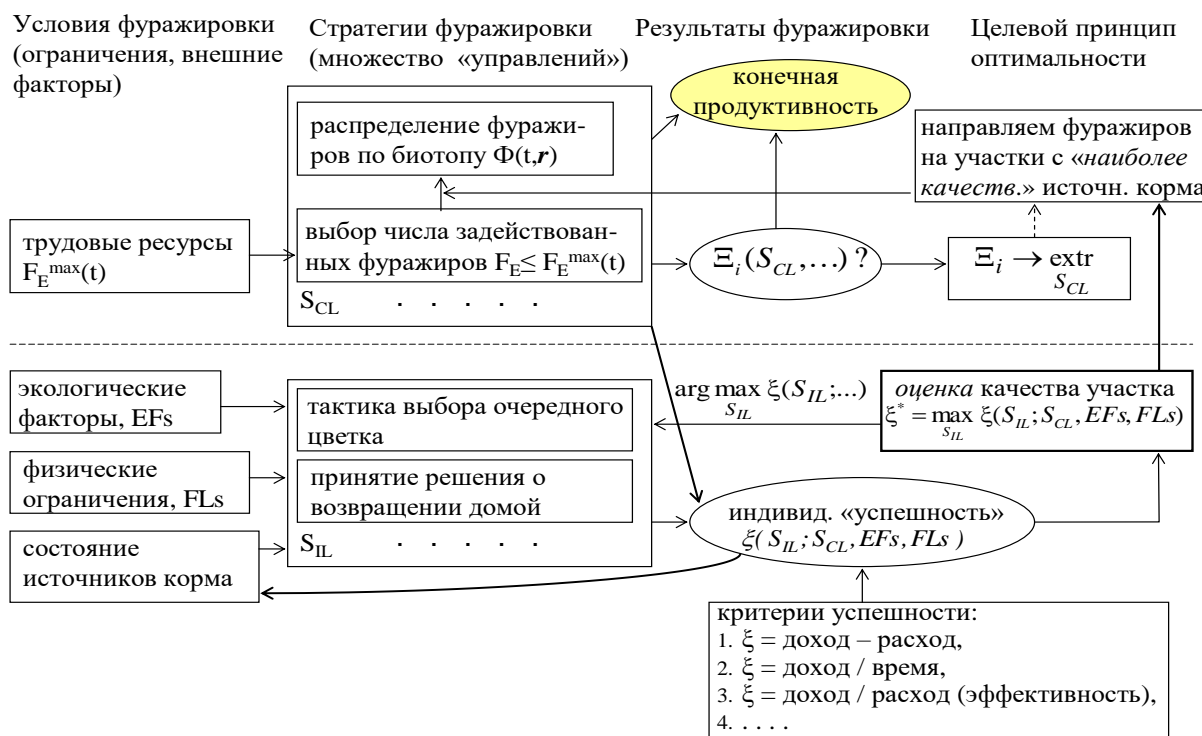 Условия фуражировки
(ограничения, внешние
факторы)
Стратегии фуражировки
(множество «управлений»)
Результаты фуражировки
Целевой принцип
оптимальности
конечная
продуктивность
распределение фуражи-
ров по биотопу Φ(t,r)
направляем фуражиров
на участки с «наиболее
качеств.» источн. корма
трудовые ресурсы
F_E^max(t)
выбор числа задействован-
ных фуражиров F_E ≤ F_E^max(t)
S_CL . . . . .
Ξ_i (S_CL,...) ?
Ξ_i → extr
S_CL
экологические
факторы, EFs
физические
ограничения, FLs
состояние
источников корма
тактика выбора очередного
цветка
принятие решения о
возвращении домой
S_IL . . . . .
arg max ξ(S_IL;...)
S_IL
оценка качества участка
ξ* = max ξ(S_IL; S_CL, EFs, FLs)
S_IL
индивид. «успешность»
ξ( S_IL; S_CL, EFs, FLs )
критерии успешности:
1. ξ = доход – расход,
2. ξ = доход / время,
3. ξ = доход / расход (эффективность),
4. . . . .